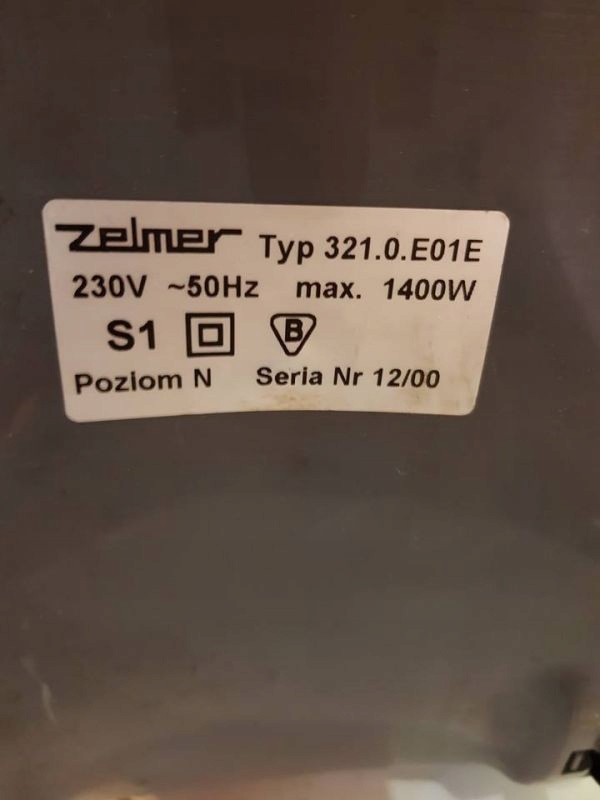 zelmer Typ 321.0.E01E
230V ~50Hz max. 1400W
S1 B
Poziom N Seria Nr 12/00